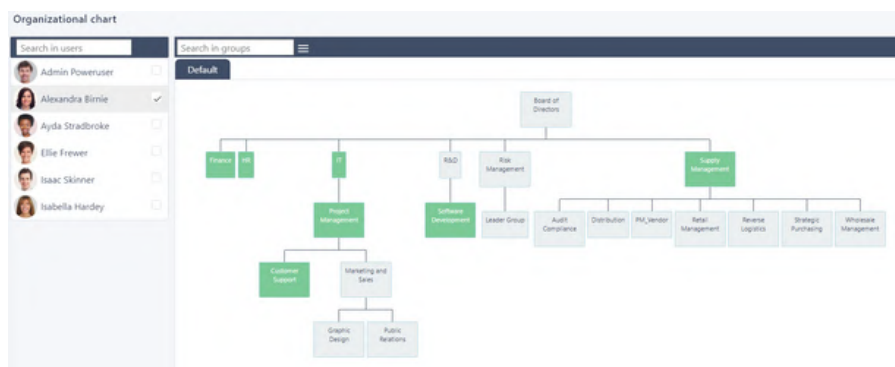 Organizational chart
Search in users
Search in groups
Admin Poweruser
Default
Alexandra Birnie
Ayda Stradbroke
Ellie Frewer
Isaac Skinner
Isabella Hardey
Board of
Directors
Finance
HR
IT
R&D
Risk
Management
Supply
Management
Project
Management
Software
Development
Leader Group
Audit
Compliance
Distribution
PM_Vendor
Retail
Management
Reverse
Logistics
Strategic
Purchasing
Wholesale
Management
Customer
Support
Marketing and
Sales
Graphic
Design
Public
Relations